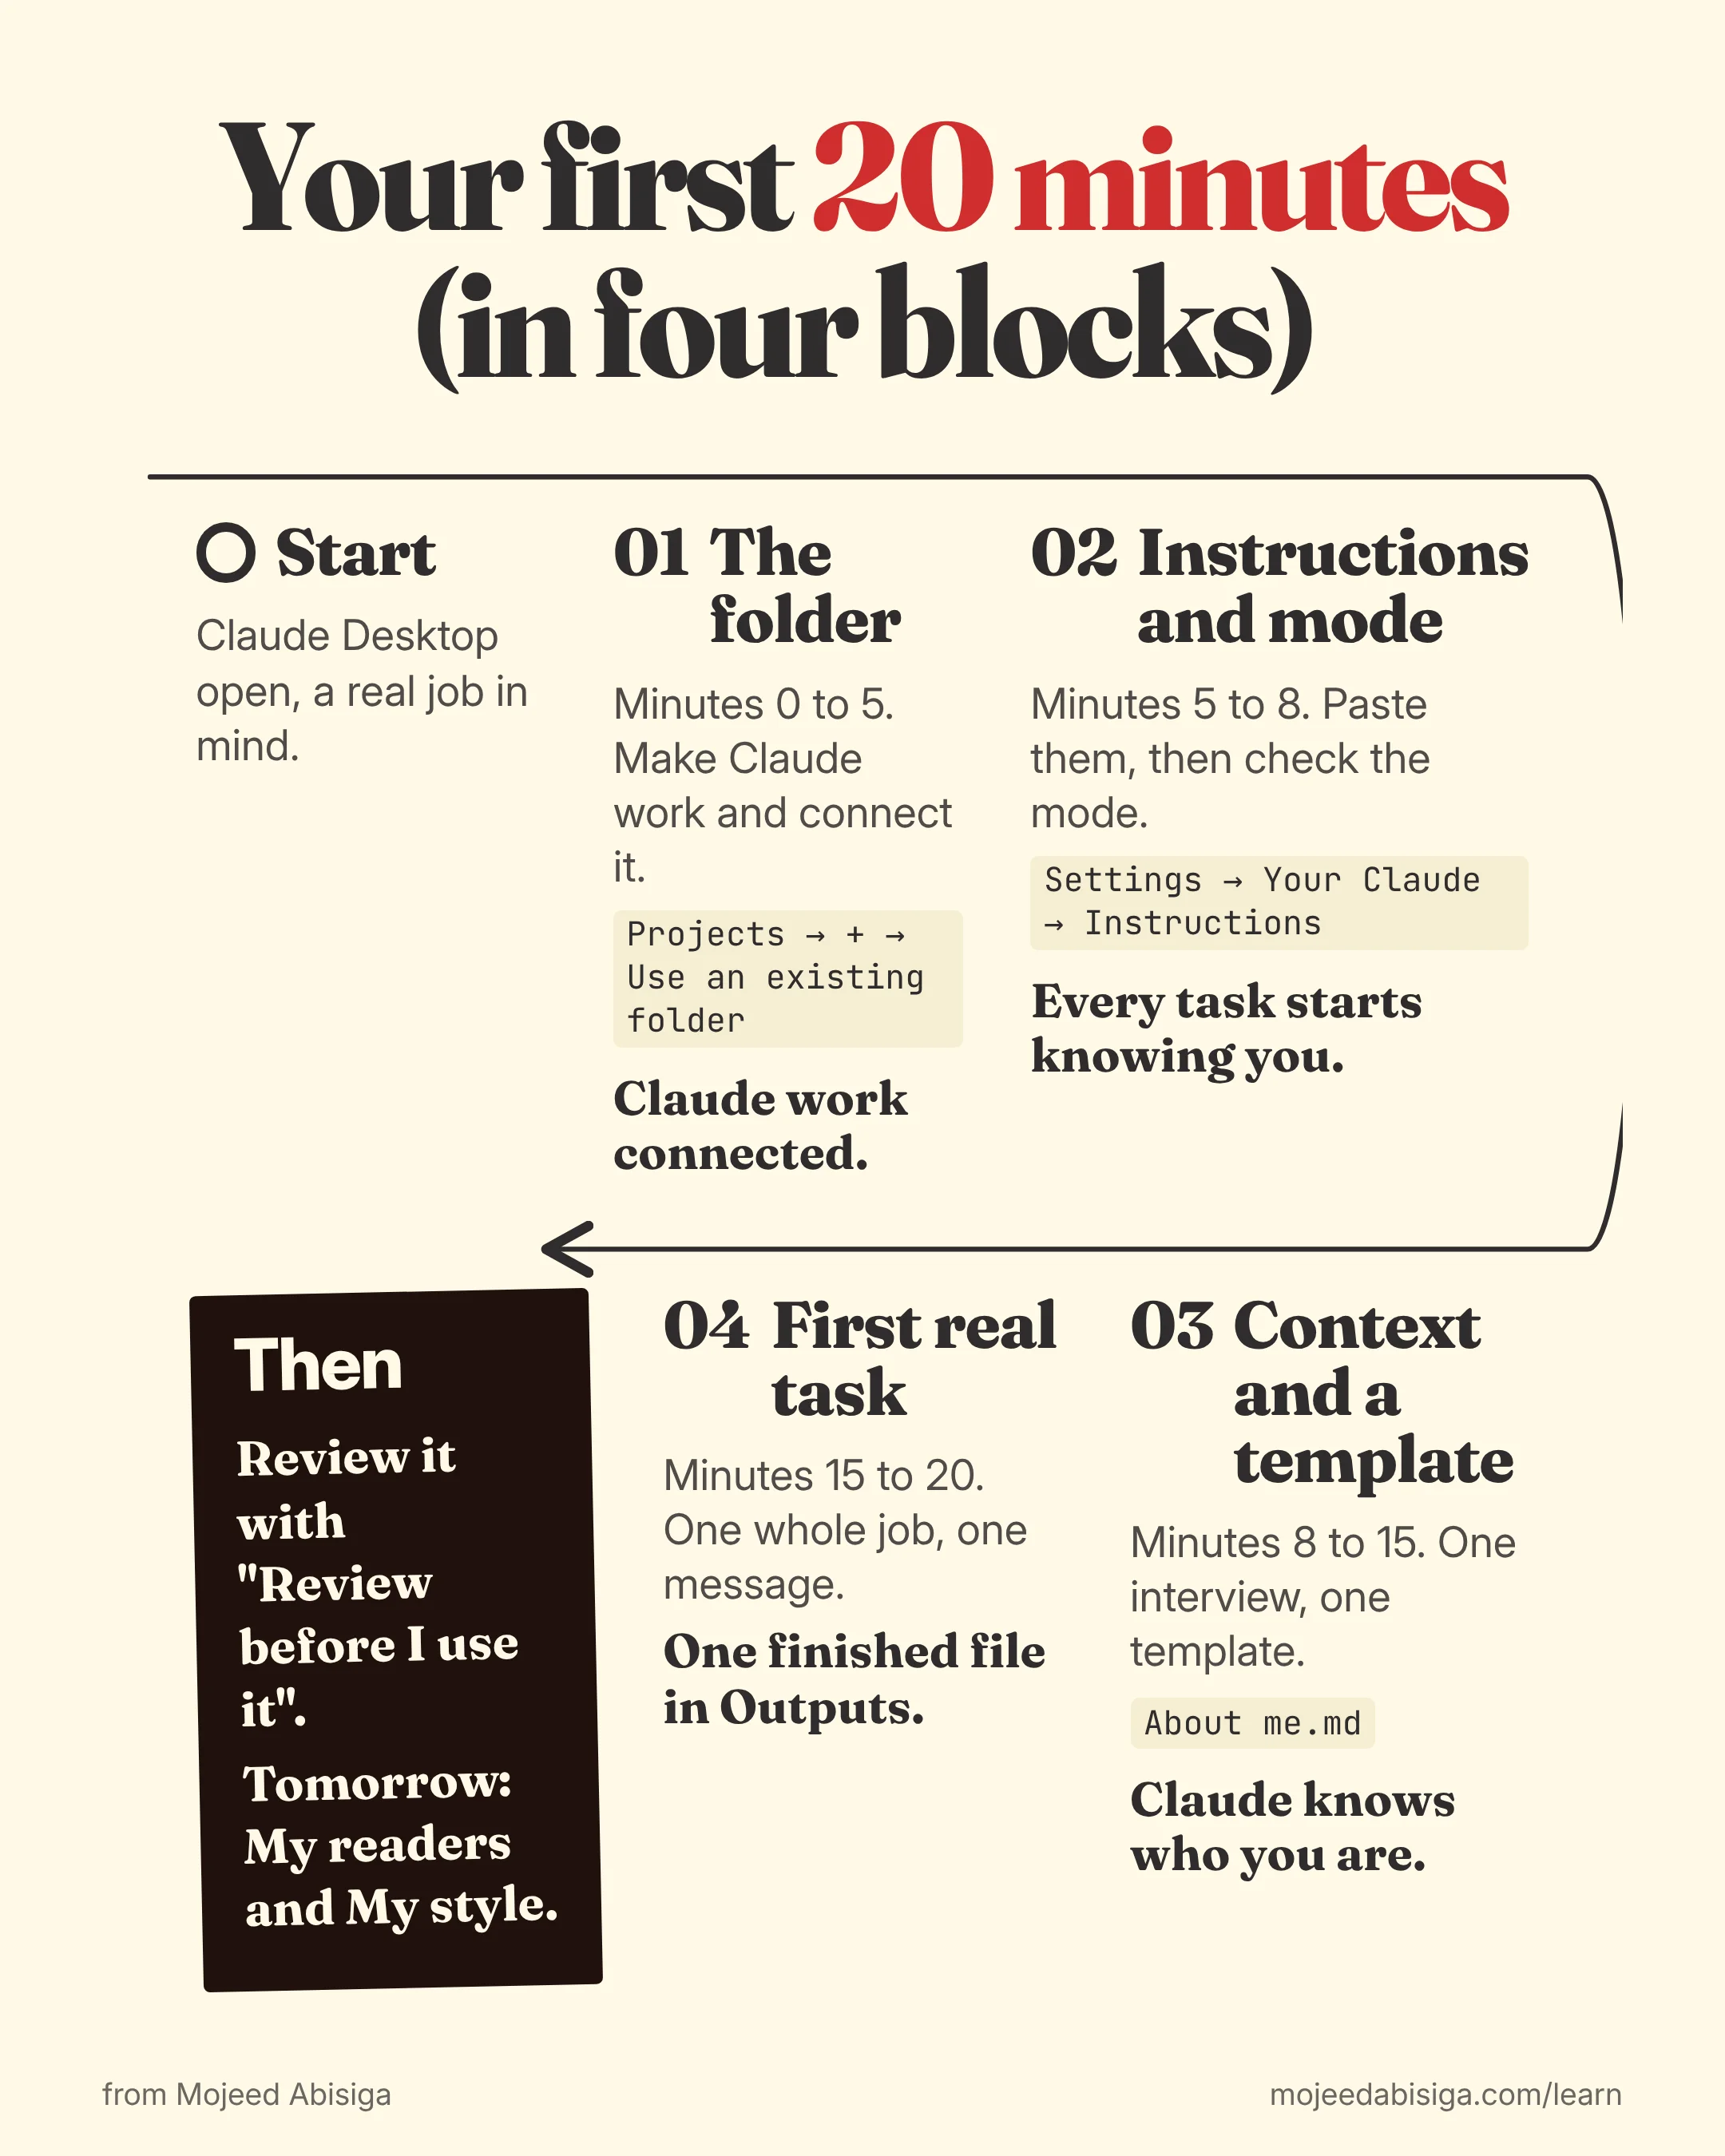 Your first 20 minutes
(in four blocks)
Start
Claude Desktop
open, a real job in
mind.
01 The
folder
Minutes 0 to 5.
Make Claude
work and connect
it.
Projects → + →
Use an existing
folder
Claude work
connected.
02 Instructions
and mode
Minutes 5 to 8. Paste
them, then check the
mode.
Settings → Your Claude
→ Instructions
Every task starts
knowing you.
03 Context
and a
template
Minutes 8 to 15. One
interview, one
template.
About me.md
Claude knows
who you are.
04 First real
task
Minutes 15 to 20.
One whole job, one
message.
One finished file
in Outputs.
Then
Review it
with
"Review
before I use
it".
Tomorrow:
My readers
and My style.
from Mojeed Abisiga
mojeedabisiga.com/learn